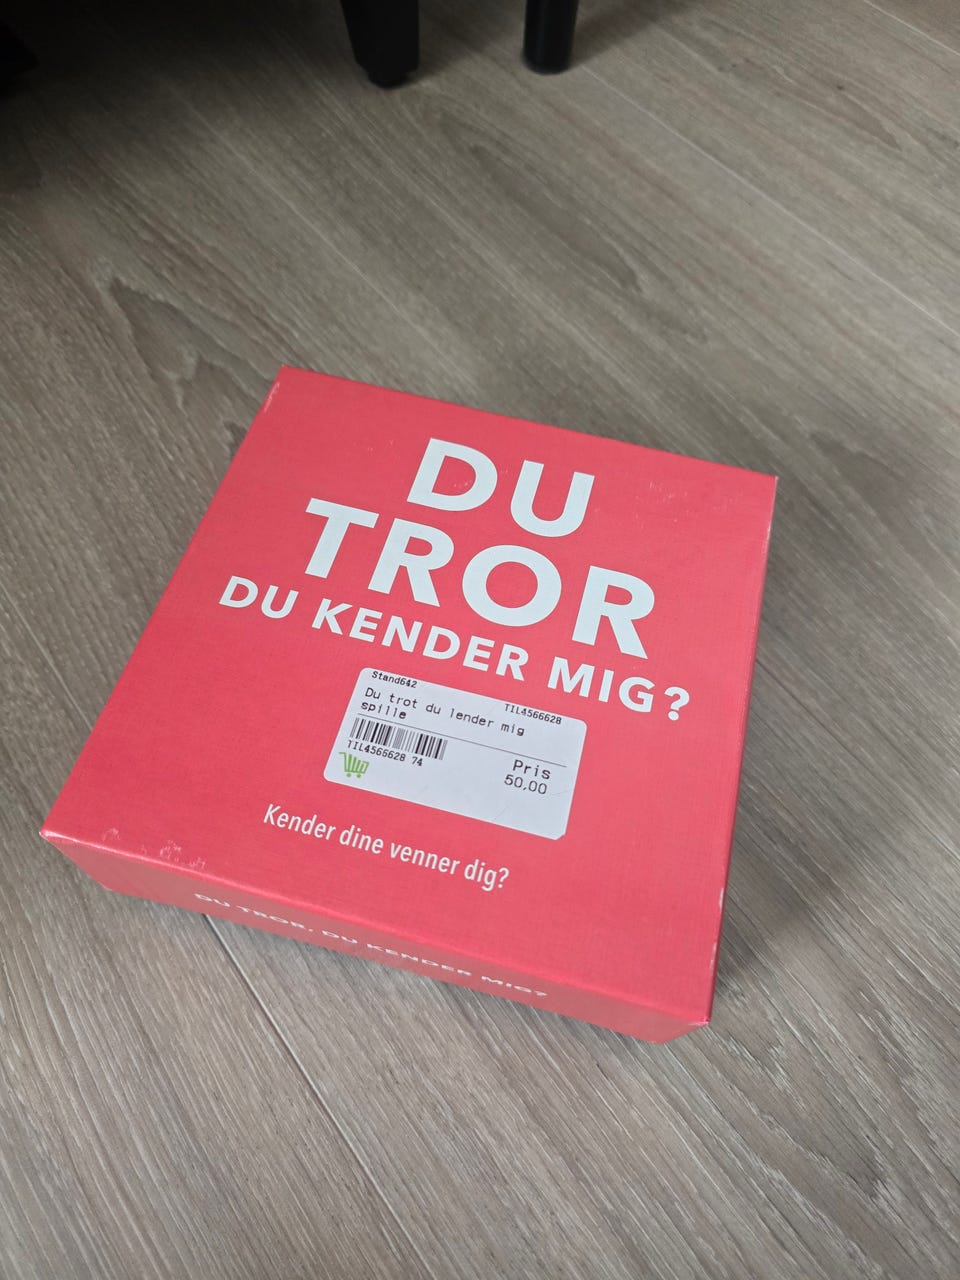 DU
TROR
DU KENDER MIG?
Stand642
TIL4566628
Du trot du lender mig
spille
TIL4566628 74
Pris
50,00
Kender dine venner dig?
DU TROR, DU KENDER MIG?